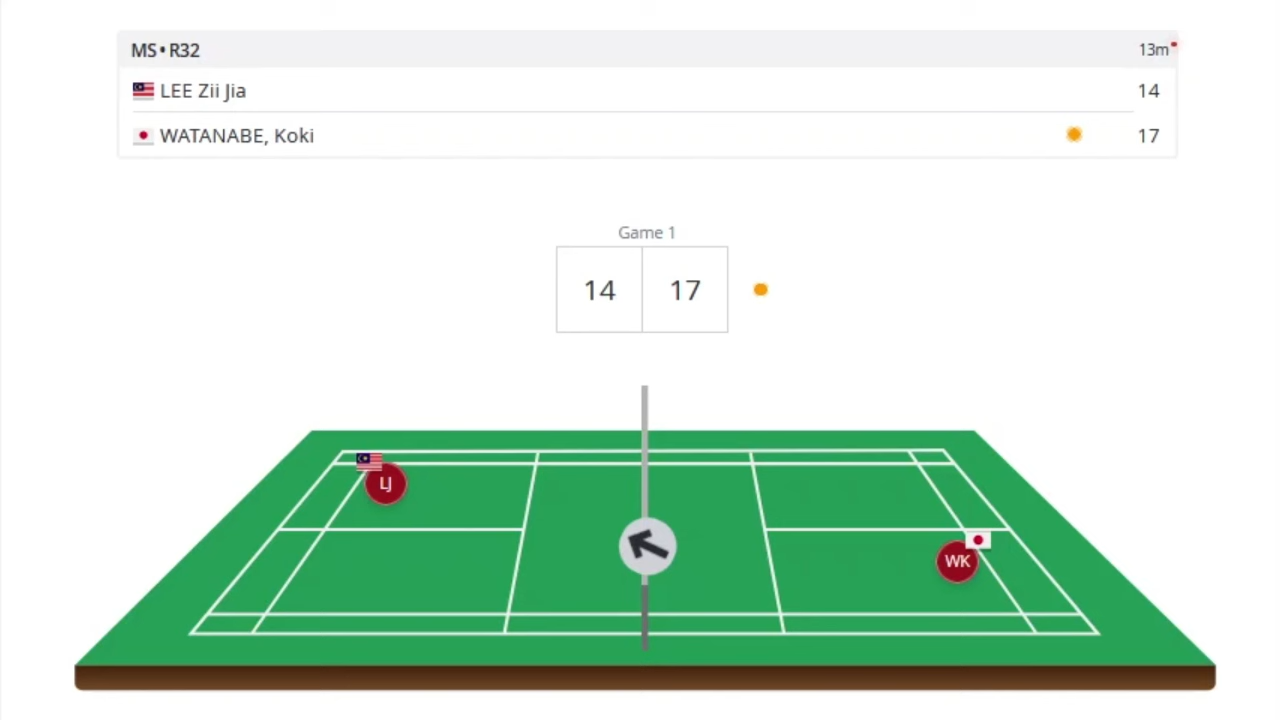 MS • R32 13m
LEE Zii Jia 14
WATANABE, Koki 17
Game 1
14 17
LJ
WK